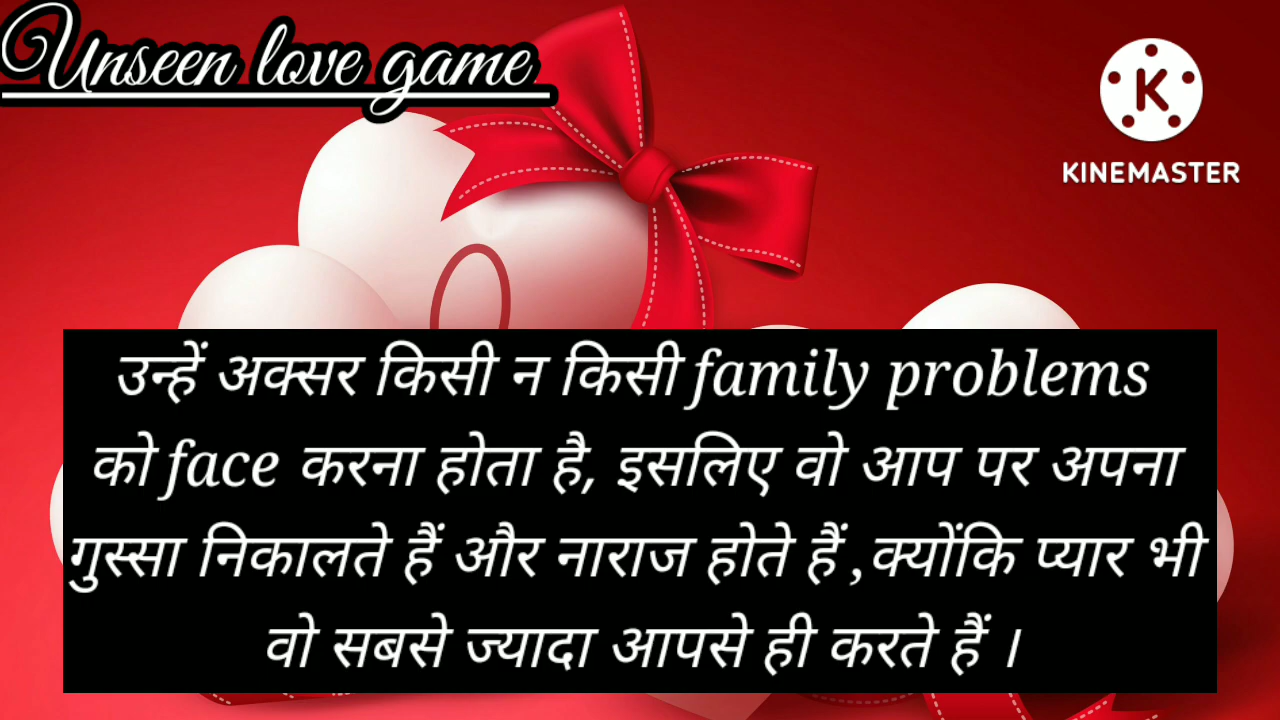 Unseen love game
K
KINEMASTER
उन्हें अक्सर किसी न किसी family problems
को face करना होता है, इसलिए वो आप पर अपना
गुस्सा निकालते हैं और नाराज होते हैं ,क्योंकि प्यार भी
वो सबसे ज्यादा आपसे ही करते हैं ।